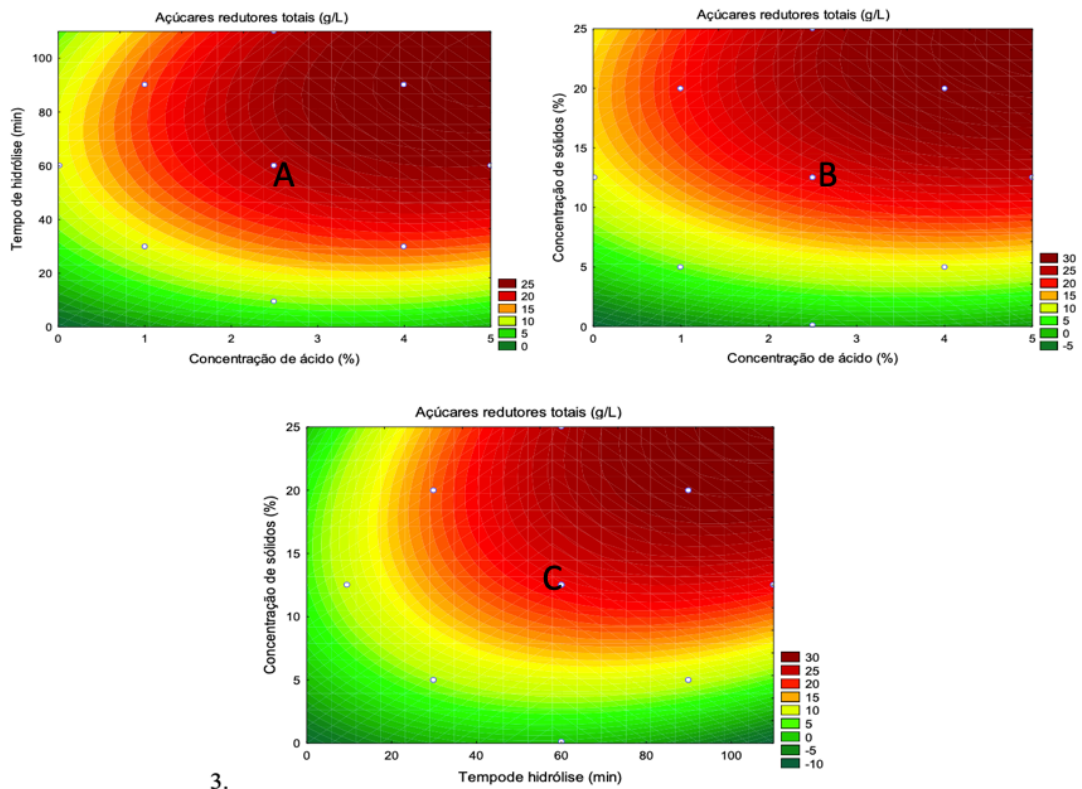 Açúcares redutores totais (g/L)
Tempo de hidrólise (min)
100
80
60
40
20
0
A
25
20
15
10
5
0
0 1 2 3 4 5
Concentração de ácido (%)
Açúcares redutores totais (g/L)
Concentração de sólidos (%)
25
20
15
10
5
0
B
30
25
20
15
10
5
0
-5
0 1 2 3 4 5
Concentração de ácido (%)
Açúcares redutores totais (g/L)
Concentração de sólidos (%)
25
20
15
10
5
0
C
30
25
20
15
10
5
0
-5
-10
0 20 40 60 80 100
Tempode hidrólise (min)
3.